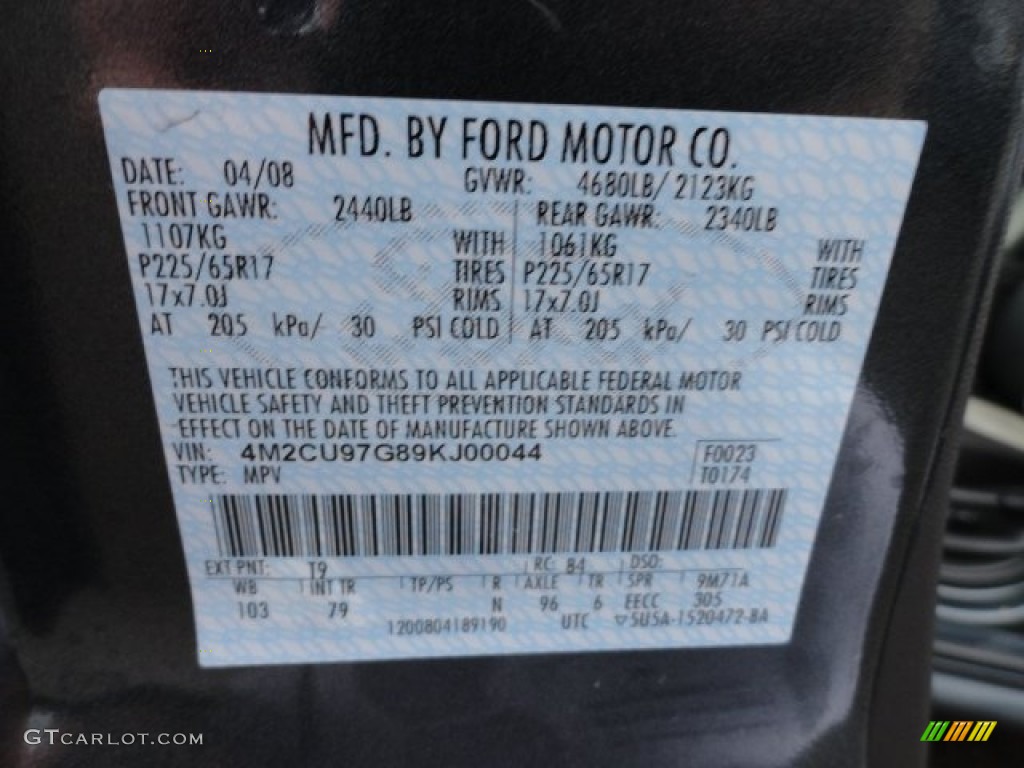 MFD. BY FORD MOTOR CO.
DATE: 04/08 GVWR: 4680LB/ 2123KG
FRONT GAWR: 2440LB REAR GAWR: 2340LB
1107KG WITH 1061KG WITH
P225/65R17 TIRES P225/65R17 TIRES
17x7.0J RIMS 17x7.0J RIMS
AT 205 kPa/ 30 PSI COLD AT 205 kPa/ 30 PSI COLD
THIS VEHICLE CONFORMS TO ALL APPLICABLE FEDERAL MOTOR
VEHICLE SAFETY AND THEFT PREVENTION STANDARDS IN
EFFECT ON THE DATE OF MANUFACTURE SHOWN ABOVE.
VIN: 4M2CU97G89KJ00044 F0023
TYPE: MPV T0174
EXT PNT: T9 RC: 84 DSO:
WB INT TR TP/PS R AXLE TR SPR 9M71A
103 79 N 96 6 EECC 305
1200804189190 UTC ▽5U5A-1520472-BA
GTCARLOT.COM